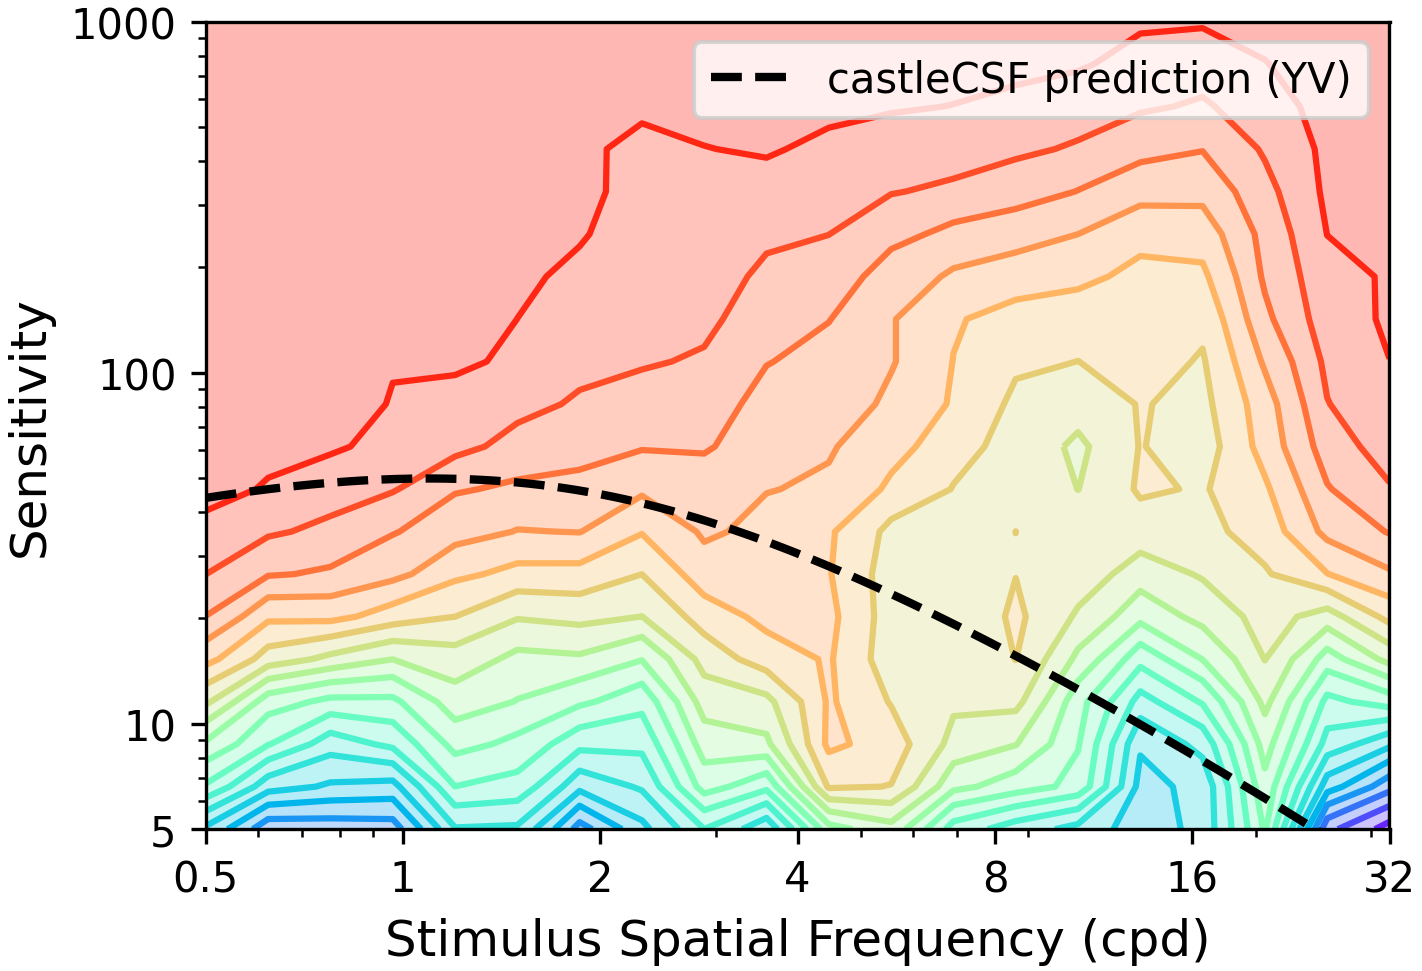 1000
castleCSF prediction (YV)
Sensitivity
100
10
5
0.5 1 2 4 8 16 32
Stimulus Spatial Frequency (cpd)